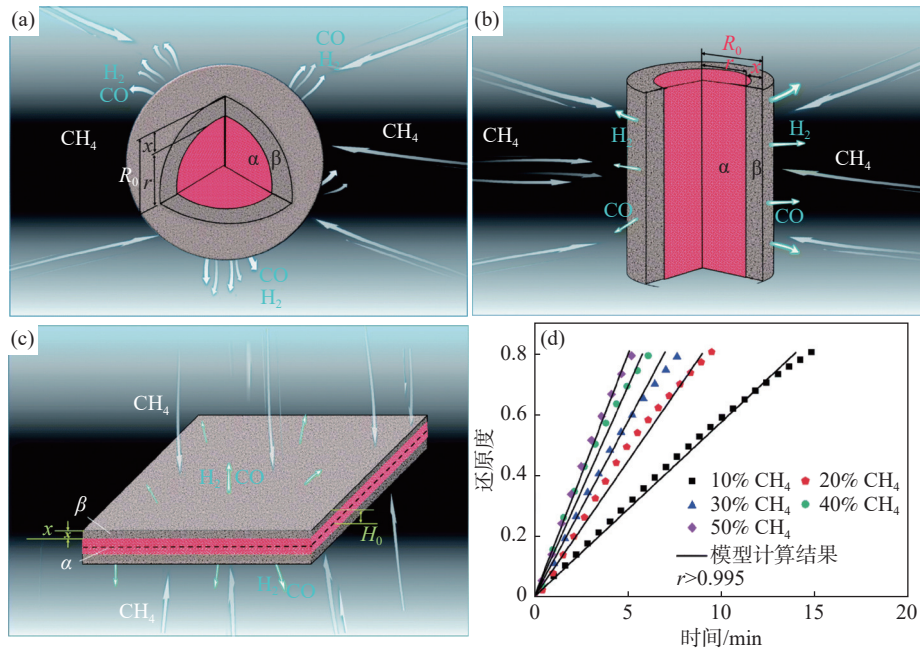 (a)
CO
H
H₂
CO
CH₄
CH₄
x
R₀
r
α
β
CO
H₂
(b)
R₀
r
x
H₂
H₂
CH₄
α
β
CO
CO
(c)
CH₄
H₂
CO
β
x
α
H₀
H₂
CO
CH₄
(d)
还原度
0.8
0.6
0.4
0.2
0
10% CH₄
20% CH₄
30% CH₄
40% CH₄
50% CH₄
模型计算结果
r>0.995
5
10
15
20
时间/min